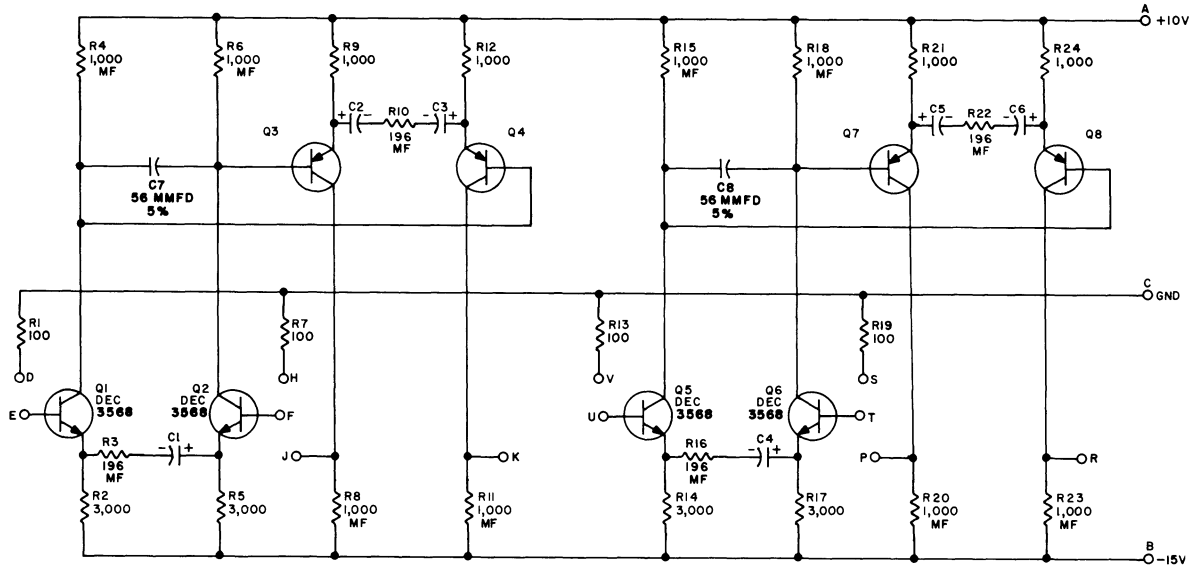 A
+10V
R4
1,000
MF
R6
1,000
MF
R9
1,000
R12
1,000
R15
1,000
MF
R18
1,000
MF
R21
1,000
R24
1,000
+ C2 -
R10
196
MF
- C3 +
Q3
Q4
+ C5 -
R22
196
MF
- C6 +
Q7
Q8
C7
56 MMFD
5%
C8
56 MMFD
5%
C
GND
R1
100
R7
100
R13
100
R19
100
D
H
V
S
Q1
DEC
3568
Q2
DEC
3568
Q5
DEC
3568
Q6
DEC
3568
E
F
U
T
R3
196
MF
- C1 +
J
K
R16
196
MF
- C4 +
P
R
R2
3,000
R5
3,000
R8
1,000
MF
R11
1,000
MF
R14
3,000
R17
3,000
R20
1,000
MF
R23
1,000
MF
B
-15V